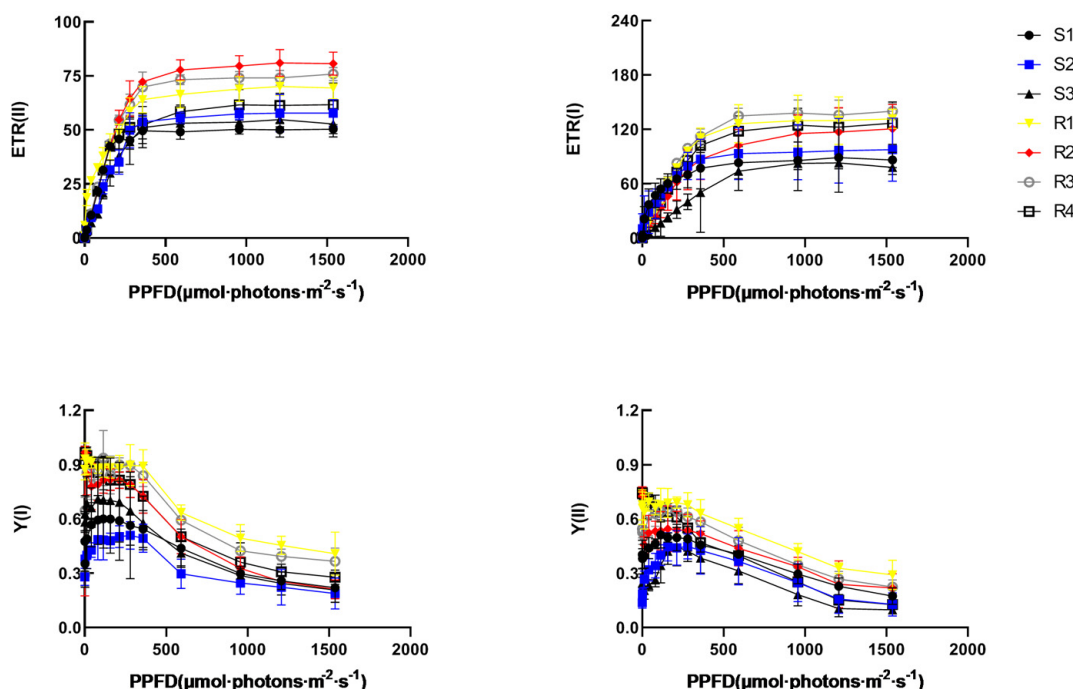 100
75
50
25
0
ETR(II)
0 500 1000 1500 2000
PPFD(μmol·photons·m⁻²·s⁻¹)
240
180
120
60
0
ETR(I)
0 500 1000 1500 2000
PPFD(μmol·photons·m⁻²·s⁻¹)
S1
S2
S3
R1
R2
R3
R4
1.2
0.9
0.6
0.3
0.0
Y(I)
0 500 1000 1500 2000
PPFD(μmol·photons·m⁻²·s⁻¹)
1.2
0.9
0.6
0.3
0.0
Y(II)
0 500 1000 1500 2000
PPFD(μmol·photons·m⁻²·s⁻¹)